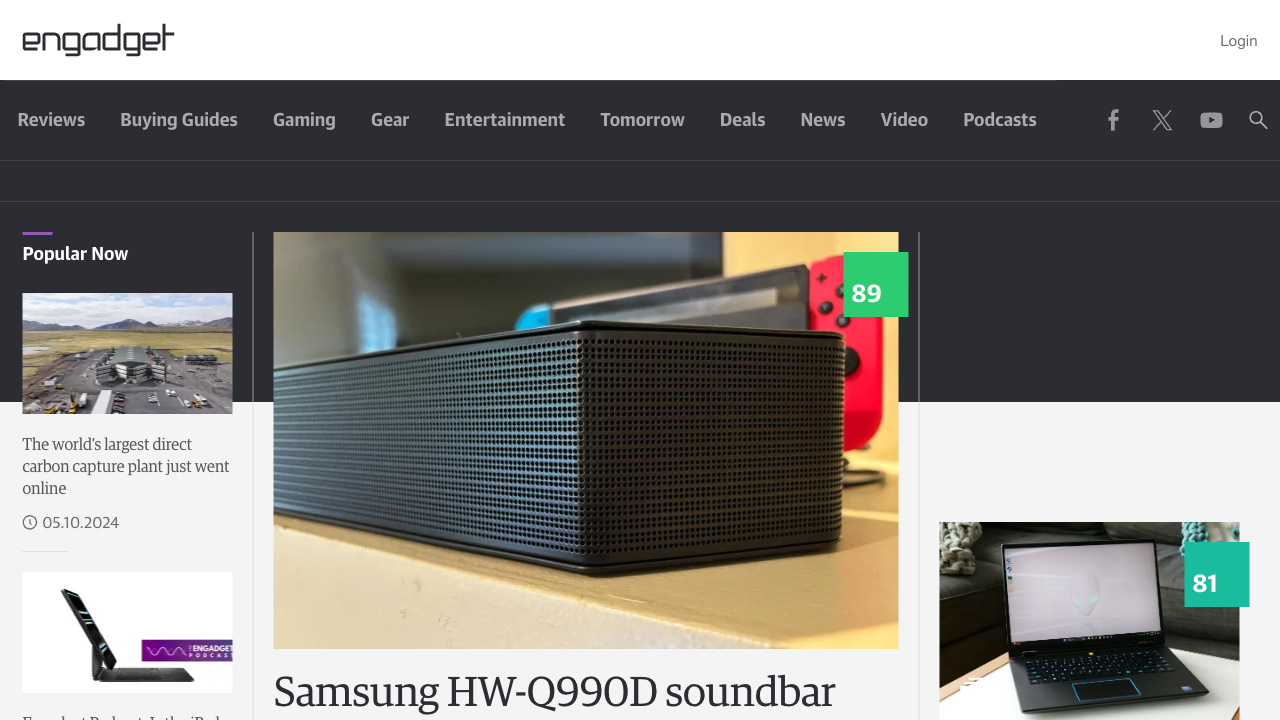 engadget
Login
Reviews Buying Guides Gaming Gear Entertainment Tomorrow Deals News Video Podcasts
Popular Now
89
The world's largest direct
carbon capture plant just went
online
05.10.2024
81
ENGADGET
PODCAST
Samsung HW-Q990D soundbar